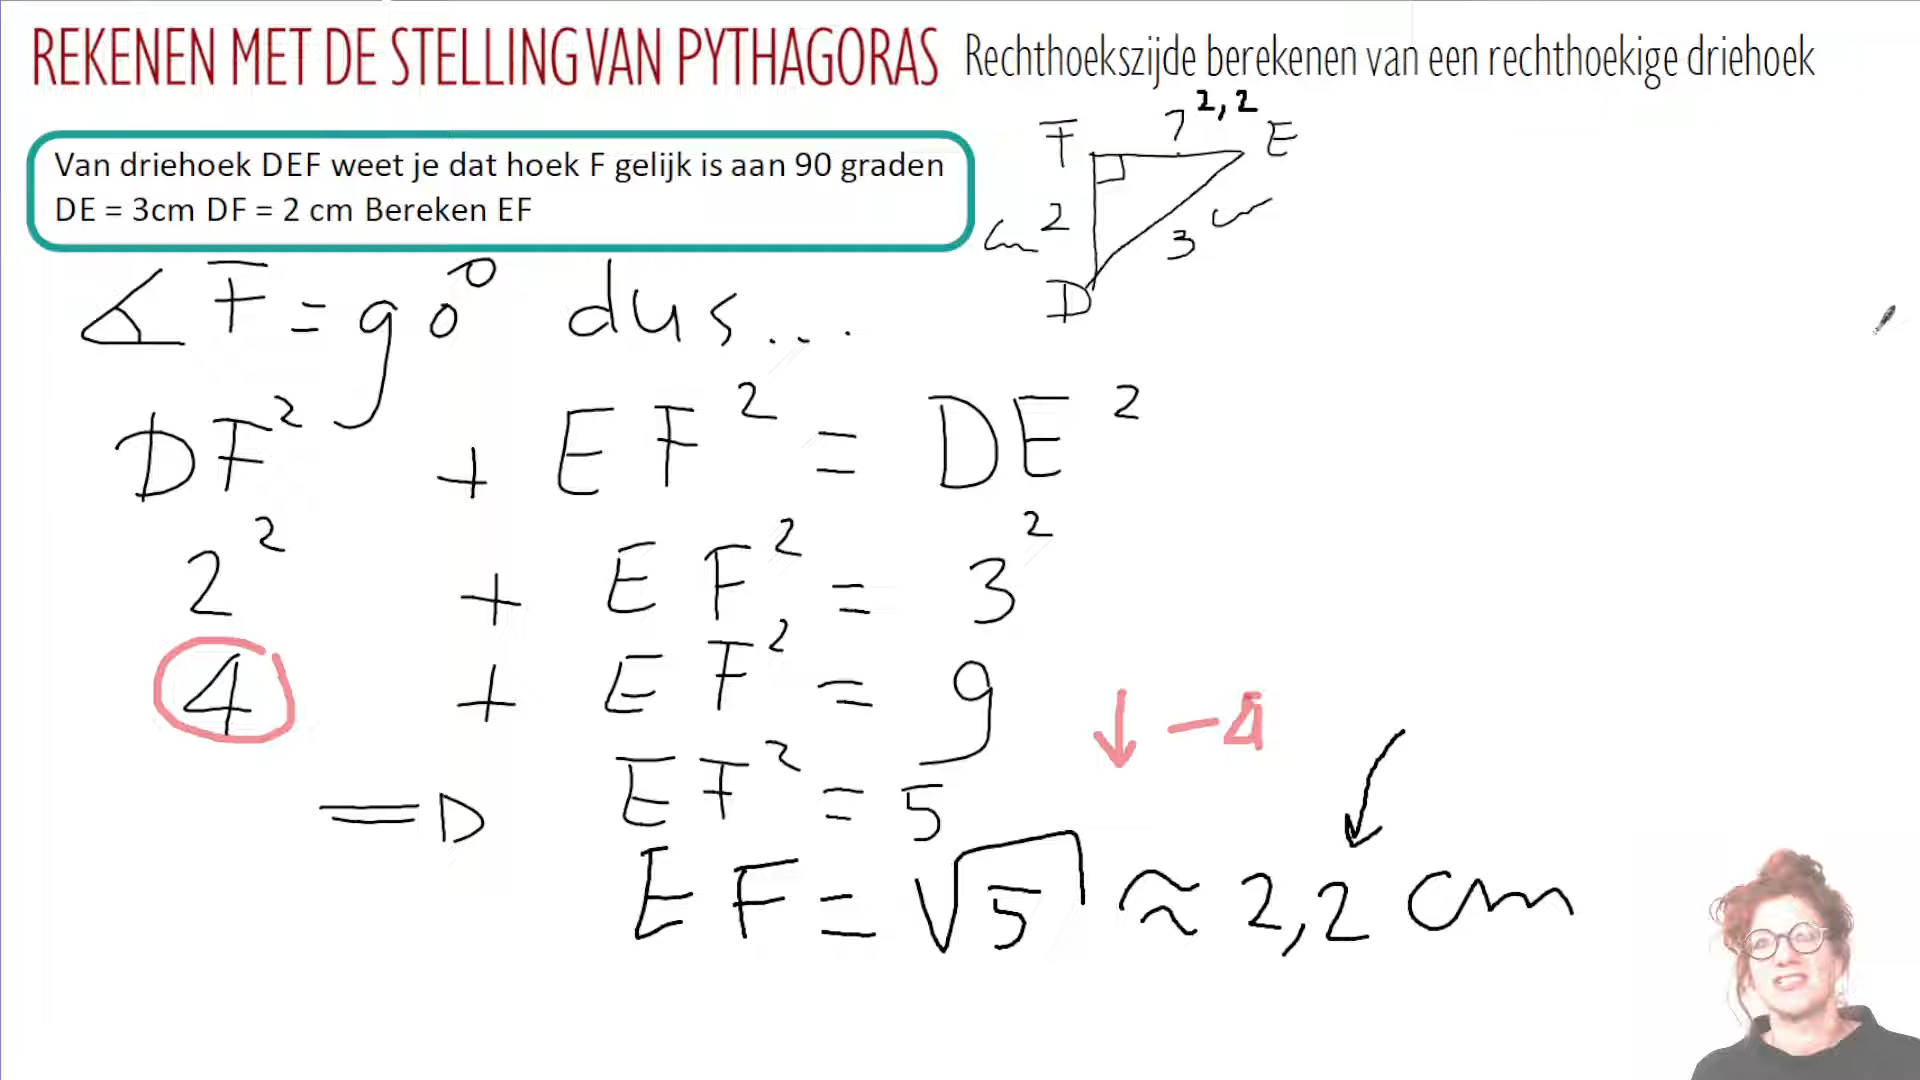 REKENEN MET DE STELLING VAN PYTHAGORAS Rechthoekszijde berekenen van een rechthoekige driehoek
Van driehoek DEF weet je dat hoek F gelijk is aan 90 graden
DE = 3cm DF = 2 cm Bereken EF
F ? 2,2 E
cm 2
3 cm
D
∠ F = 90° dus...
DF² + EF² = DE²
2² + EF² = 3²
4 + EF² = 9
↓ -4
⇒ EF² = 5
EF = √5 ≈ 2,2 cm